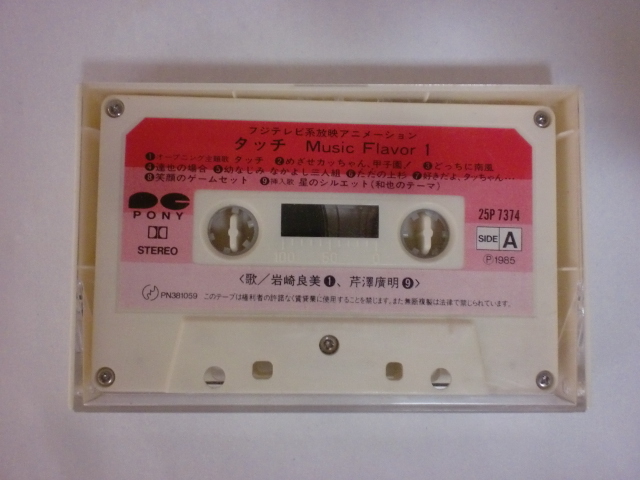 フジテレビ系放映アニメーション
タッチ Music Flavor 1
❶オープニング主題歌 タッチ ❷めざせカッちゃん、甲子園！ ❸どっちに南風
❹達也の場合 ❺幼なじみ なかよし三人組 ❻ただの上杉 ❼好きだよ、タッちゃん…
❽笑顔のゲームセット ❾挿入歌 星のシルエット(和也のテーマ)
PONY
STEREO
25P 7374
SIDE A
Ⓟ1985
100 50 0
〈歌／岩崎良美❶、芹澤廣明❾〉
PN381059 このテープは権利者の許諾なく賃貸業に使用することを禁じます。また無断複製は法律で禁じられています。